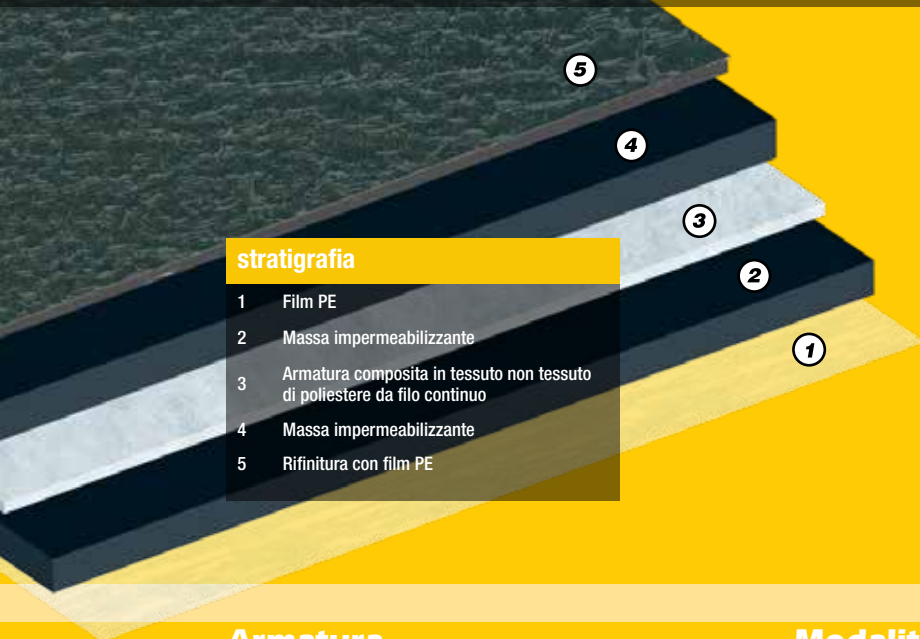 5
4
3
2
1
stratigrafia
1 Film PE
2 Massa impermeabilizzante
3 Armatura composita in tessuto non tessuto
di poliestere da filo continuo
4 Massa impermeabilizzante
5 Rifinitura con film PE
Armatura